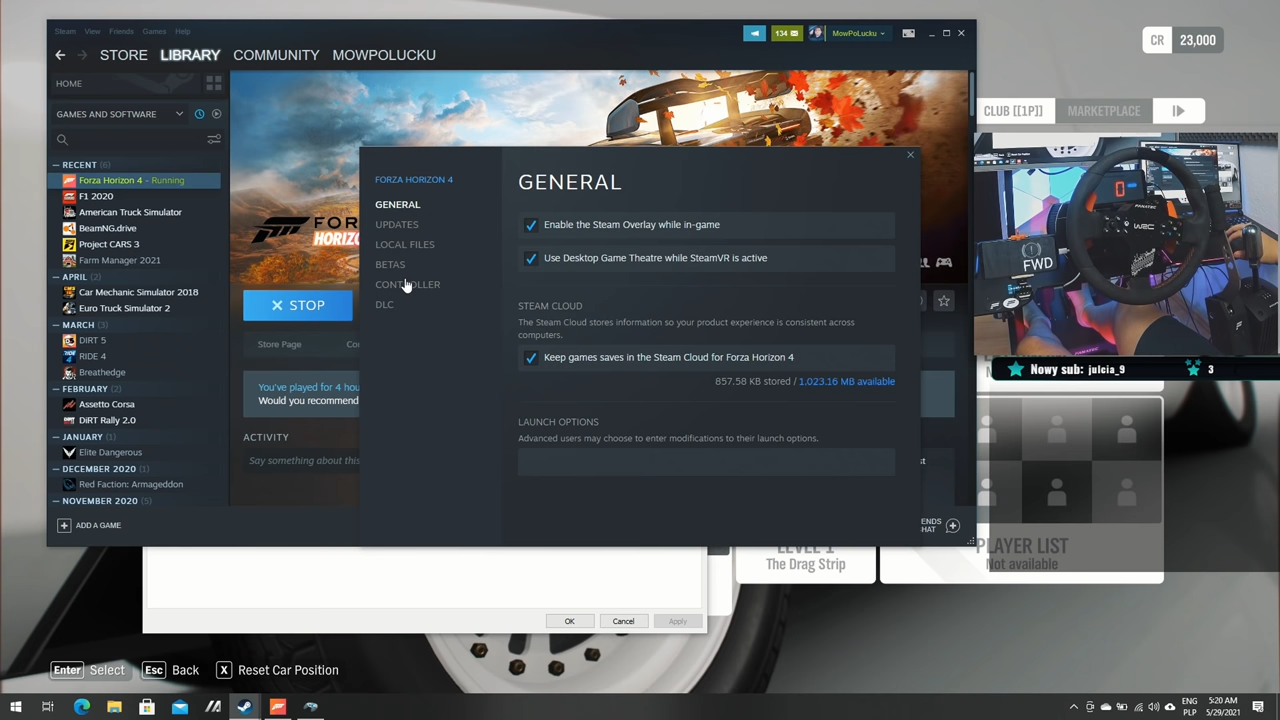 Steam View Friends Games Help
134
MowPoLucku
STORE LIBRARY COMMUNITY MOWPOLUCKU
CR 23,000
HOME
GAMES AND SOFTWARE
RECENT (6)
Forza Horizon 4 - Running
F1 2020
American Truck Simulator
BeamNG.drive
Project CARS 3
Farm Manager 2021
APRIL (2)
Car Mechanic Simulator 2018
Euro Truck Simulator 2
MARCH (3)
DIRT 5
RIDE 4
Breathedge
FEBRUARY (2)
Assetto Corsa
DiRT Rally 2.0
JANUARY (1)
Elite Dangerous
DECEMBER 2020 (1)
Red Faction: Armageddon
NOVEMBER 2020 (5)
ADD A GAME
FOR
HORIZO
STOP
Store Page
Co
You've played for 4 hou
Would you recommend
ACTIVITY
Say something about this
FORZA HORIZON 4
GENERAL
UPDATES
LOCAL FILES
BETAS
CONTROLLER
DLC
GENERAL
Enable the Steam Overlay while in-game
Use Desktop Game Theatre while SteamVR is active
STEAM CLOUD
The Steam Cloud stores information so your product experience is consistent across
computers.
Keep games saves in the Steam Cloud for Forza Horizon 4
857.58 KB stored / 1,023.16 MB available
LAUNCH OPTIONS
Advanced users may choose to enter modifications to their launch options.
st
ENDS
CHAT
CLUB [[1P]] MARKETPLACE
FANATEC
WRC
FWD
FANATEC
Nowy sub: julcia_9
3
LEVEL 1
The Drag Strip
PLAYER LIST
Not available
OK Cancel Apply
Enter Select Esc Back X Reset Car Position
ENG
PLP
5:20 AM
5/29/2021